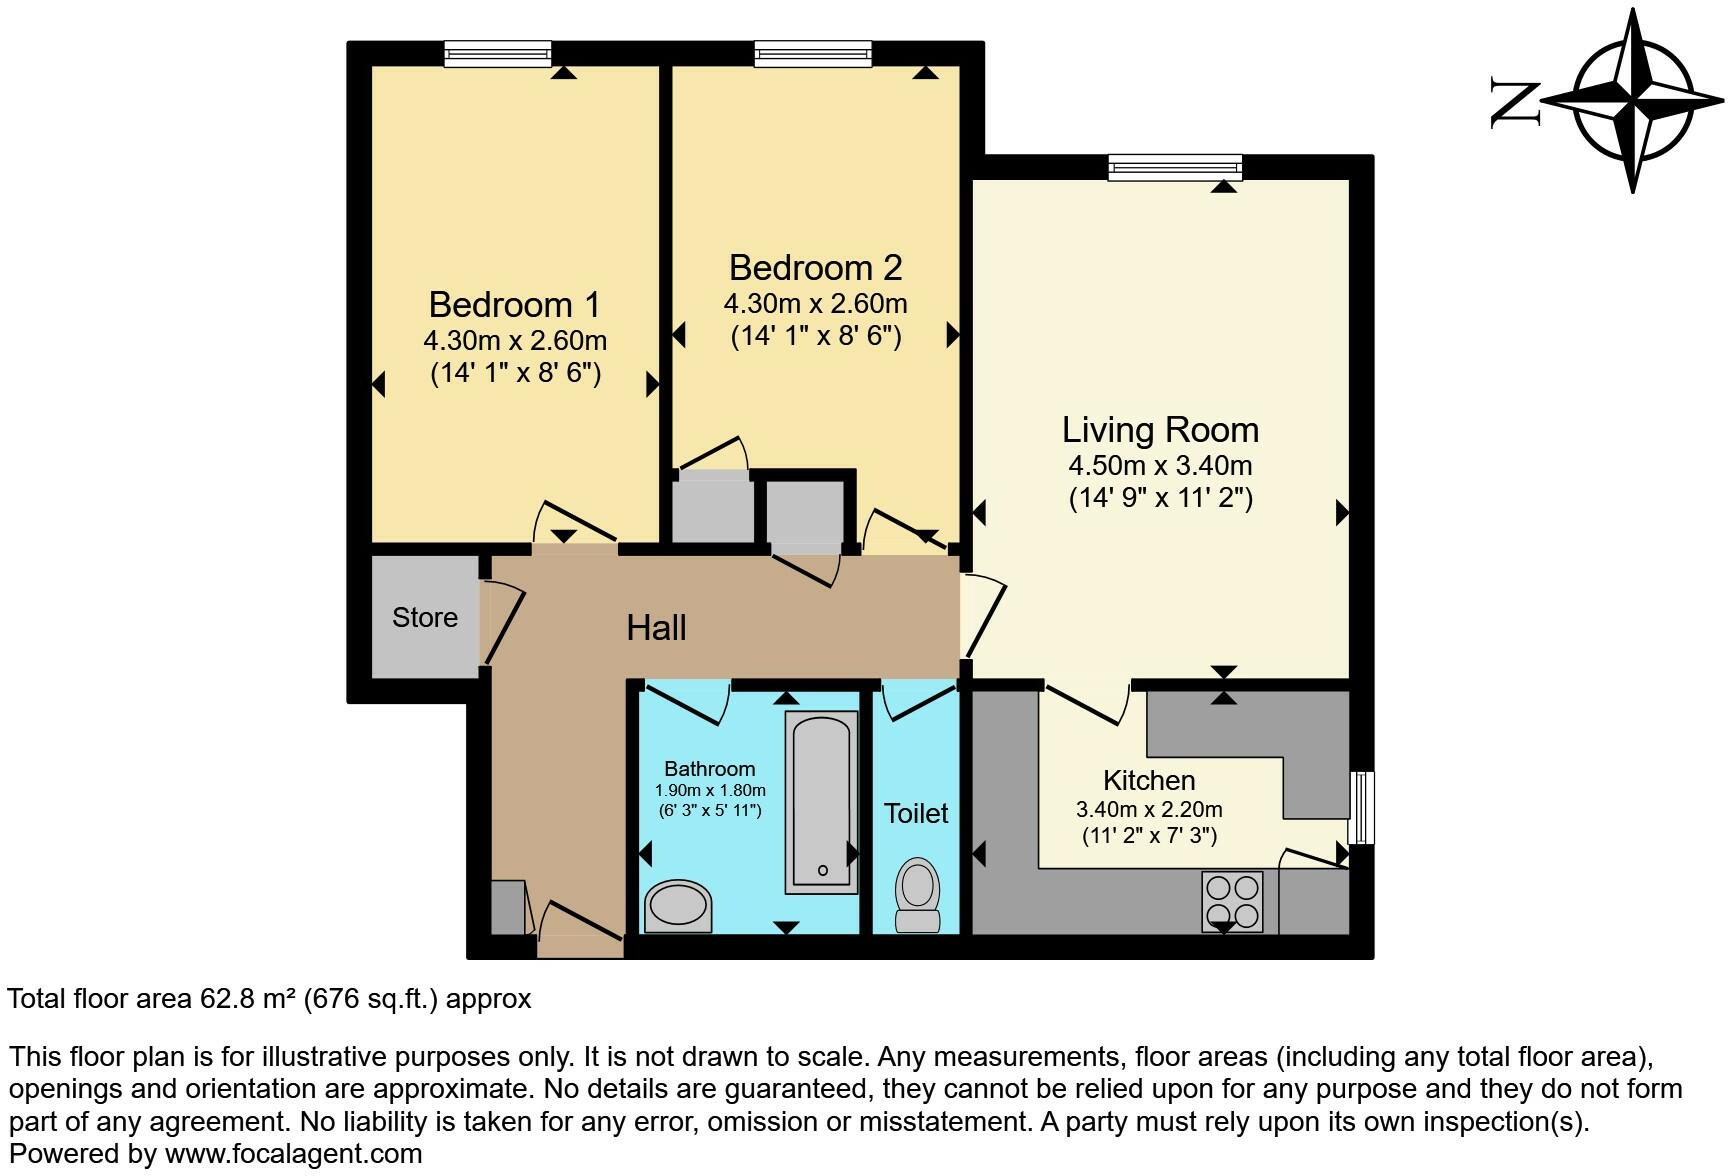 N
Bedroom 1
4.30m x 2.60m
(14' 1" x 8' 6")
Bedroom 2
4.30m x 2.60m
(14' 1" x 8' 6")
Living Room
4.50m x 3.40m
(14' 9" x 11' 2")
Store
Hall
Bathroom
1.90m x 1.80m
(6' 3" x 5' 11")
Toilet
Kitchen
3.40m x 2.20m
(11' 2" x 7' 3")
Total floor area 62.8 m² (676 sq.ft.) approx
This floor plan is for illustrative purposes only. It is not drawn to scale. Any measurements, floor areas (including any total floor area),
openings and orientation are approximate. No details are guaranteed, they cannot be relied upon for any purpose and they do not form
part of any agreement. No liability is taken for any error, omission or misstatement. A party must rely upon its own inspection(s).
Powered by www.focalagent.com